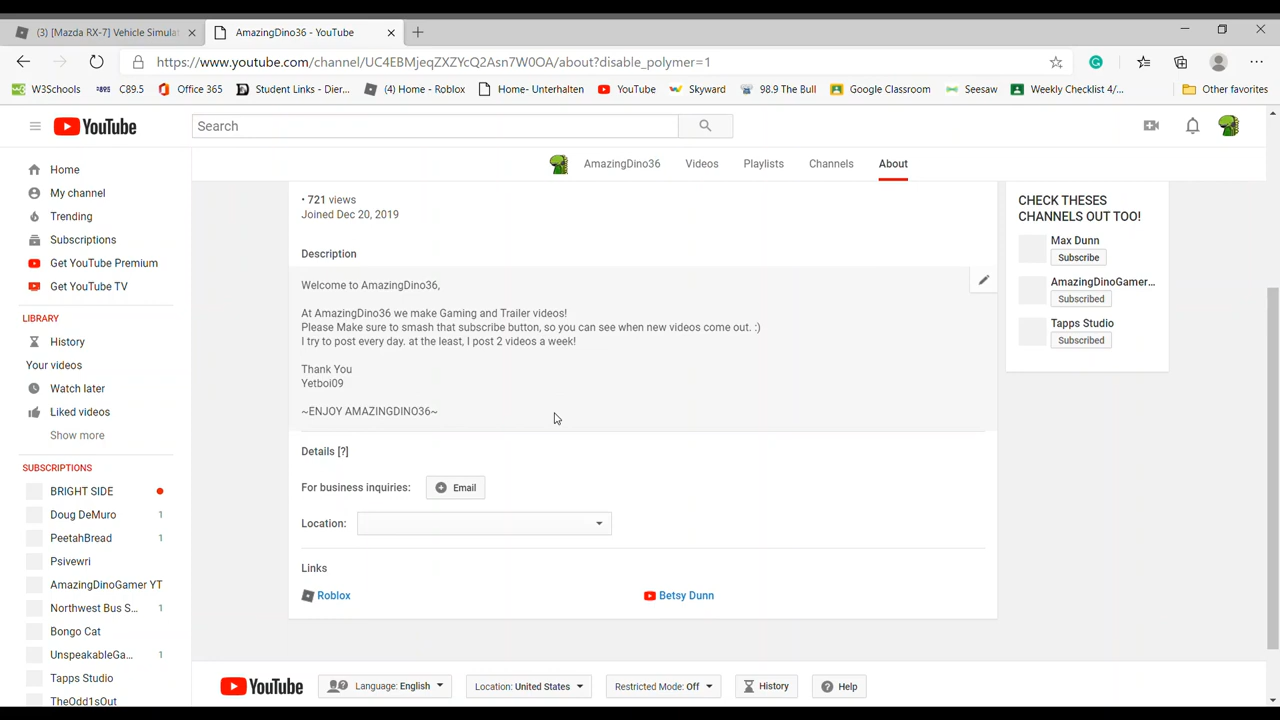 (3) [Mazda RX-7] Vehicle Simulat
AmazingDino36 - YouTube
https://www.youtube.com/channel/UC4EBMjeqZXZYcQ2Asn7W0OA/about?disable_polymer=1
W3Schools
C89.5
Office 365
Student Links - Dier...
(4) Home - Roblox
Home- Unterhalten
YouTube
Skyward
98.9 The Bull
Google Classroom
Seesaw
Weekly Checklist 4/...
Other favorites
YouTube
Search
AmazingDino36
Videos
Playlists
Channels
About
Home
My channel
Trending
Subscriptions
Get YouTube Premium
Get YouTube TV
LIBRARY
History
Your videos
Watch later
Liked videos
Show more
SUBSCRIPTIONS
BRIGHT SIDE
Doug DeMuro 1
PeetahBread 1
Psivewri
AmazingDinoGamer YT
Northwest Bus S... 1
Bongo Cat
UnspeakableGa... 1
Tapps Studio
TheOdd1sOut
• 721 views
Joined Dec 20, 2019
Description
Welcome to AmazingDino36,
At AmazingDino36 we make Gaming and Trailer videos!
Please Make sure to smash that subscribe button, so you can see when new videos come out. :)
I try to post every day. at the least, I post 2 videos a week!
Thank You
Yetboi09
~ENJOY AMAZINGDINO36~
Details [?]
For business inquiries:
Email
Location:
Links
Roblox
Betsy Dunn
CHECK THESES
CHANNELS OUT TOO!
Max Dunn
Subscribe
AmazingDinoGamer...
Subscribed
Tapps Studio
Subscribed
YouTube
Language: English
Location: United States
Restricted Mode: Off
History
Help